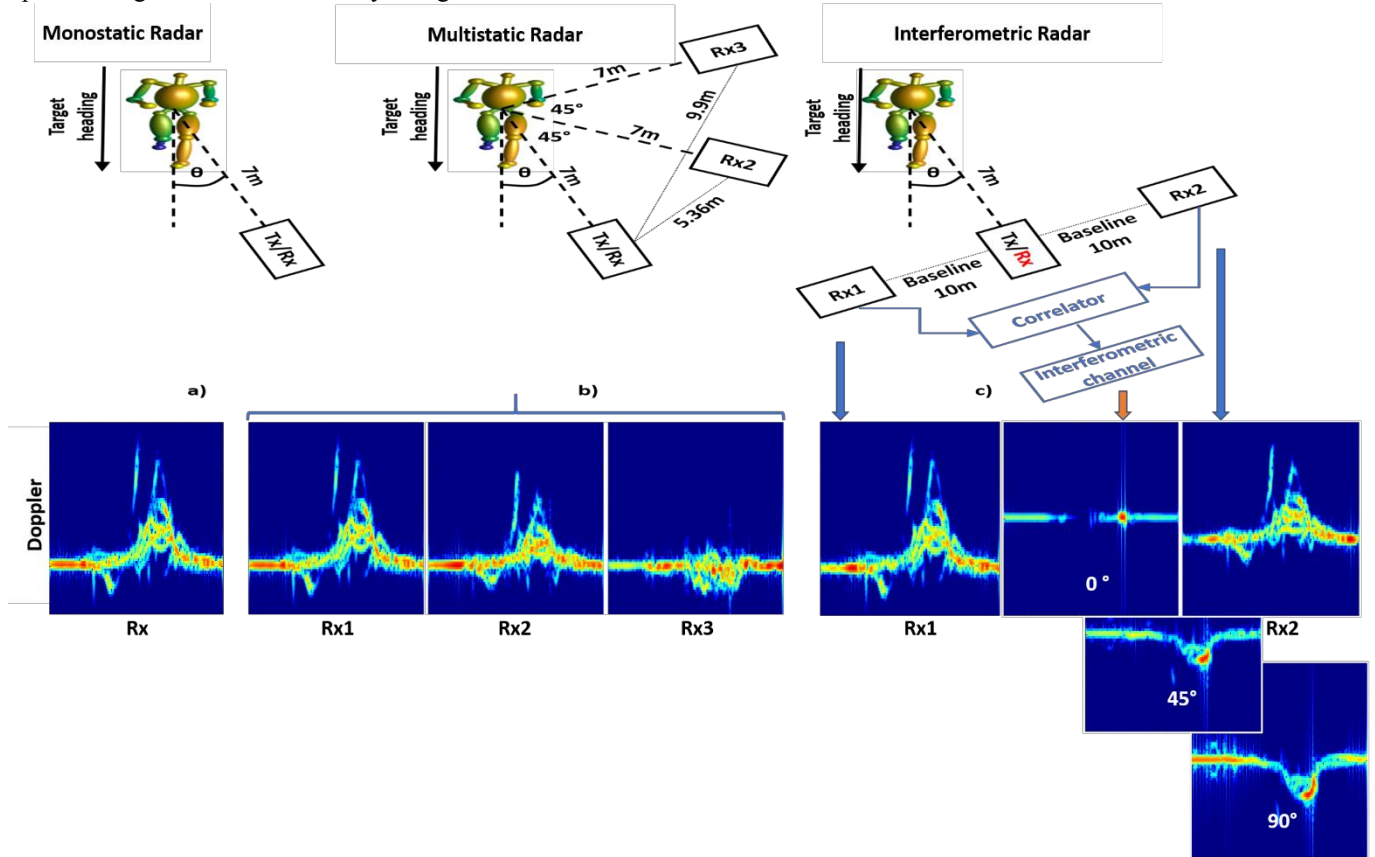 Monostatic Radar
Target heading
θ
7m
Tx/Rx
Multistatic Radar
Target heading
θ
7m
45°
45°
7m
7m
Rx3
9.9m
Rx2
5.36m
Tx/Rx
Interferometric Radar
Target heading
θ
7m
Tx/Rx
Rx2
Baseline
10m
Rx1
Baseline
10m
Correlator
Interferometric
channel
a)
b)
c)
Doppler
Rx
Rx1
Rx2
Rx3
Rx1
0 °
Rx2
45°
90°